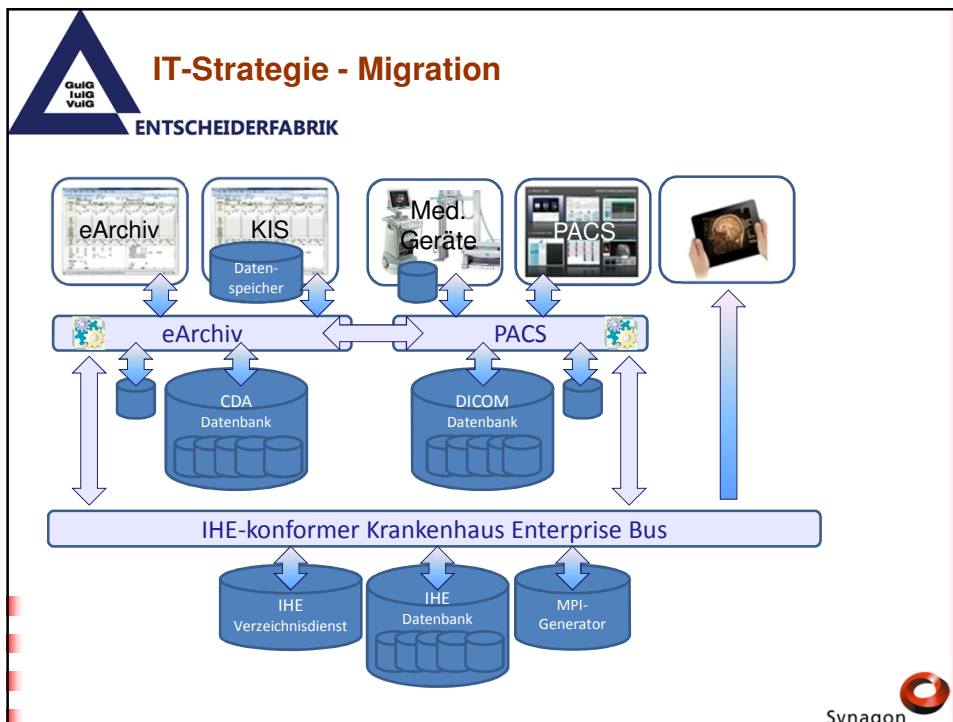 GuIG
IuiG
VuiG
IT-Strategie - Migration
ENTSCHEIDERFABRIK
eArchiv
KIS
Med.
Geräte
PACS
Daten-
speicher
eArchiv
PACS
CDA
Datenbank
DICOM
Datenbank
IHE-konformer Krankenhaus Enterprise Bus
IHE
Verzeichnisdienst
IHE
Datenbank
MPI-
Generator
Synagon